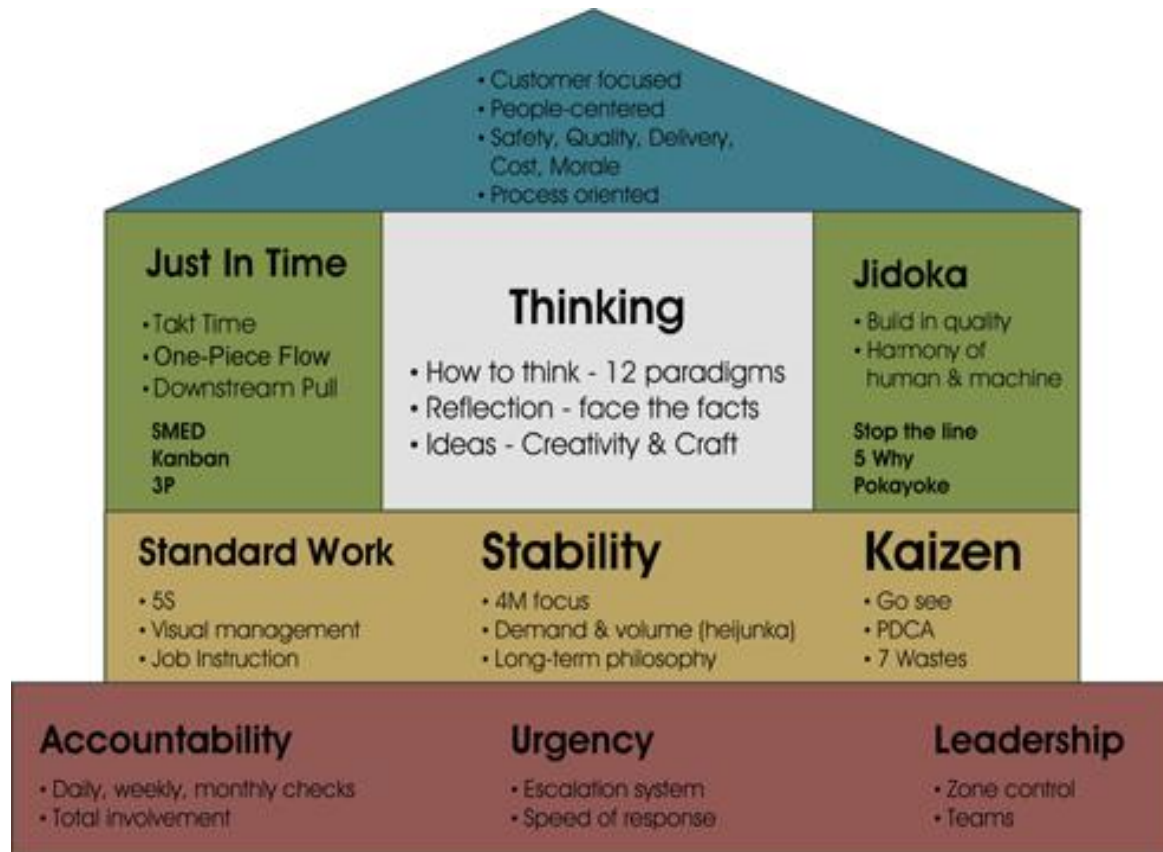 • Customer focused
• People-centered
• Safety, Quality, Delivery,
Cost, Morale
• Process oriented
Just In Time
• Takt Time
• One-Piece Flow
• Downstream Pull
SMED
Kanban
3P
Thinking
• How to think - 12 paradigms
• Reflection - face the facts
• Ideas - Creativity & Craft
Jidoka
• Build in quality
• Harmony of
human & machine
Stop the line
5 Why
Pokayoke
Standard Work
• 5S
• Visual management
• Job Instruction
Stability
• 4M focus
• Demand & volume (heijunka)
• Long-term philosophy
Kaizen
• Go see
• PDCA
• 7 Wastes
Accountability
• Daily, weekly, monthly checks
• Total involvement
Urgency
• Escalation system
• Speed of response
Leadership
• Zone control
• Teams